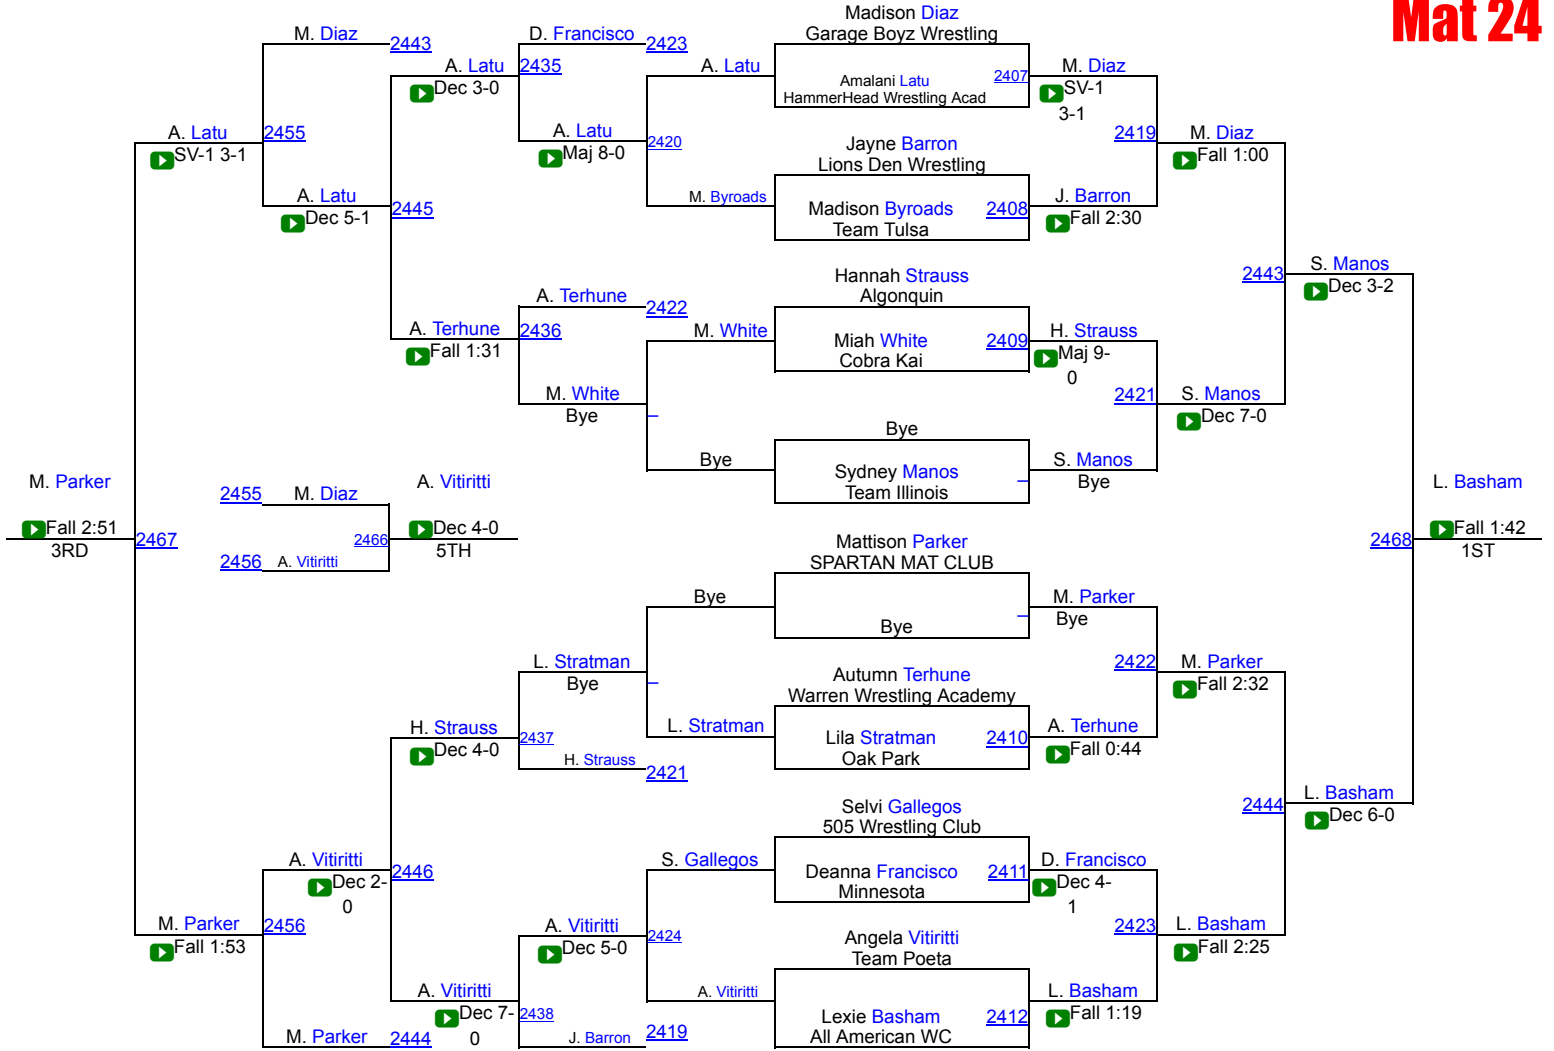 Mat 24
Madison Diaz
Garage Boyz Wrestling
M. Diaz
2443
D. Francisco
2423
A. Latu
2435
Dec 3-0
A. Latu
Amalani Latu
2407
HammerHead Wrestling Acad
M. Diaz
SV-1
3-1
A. Latu
2455
SV-1 3-1
A. Latu
Maj 8-0
2420
Jayne Barron
Lions Den Wrestling
2419
M. Diaz
Fall 1:00
A. Latu
Dec 5-1
2445
M. Byroads
Madison Byroads
2408
Team Tulsa
J. Barron
Fall 2:30
Hannah Strauss
Algonquin
2443
S. Manos
Dec 3-2
A. Terhune
2422
A. Terhune
2436
Fall 1:31
M. White
Miah White
2409
Cobra Kai
H. Strauss
Maj 9-
0
M. White
Bye
2421
S. Manos
Dec 7-0
Bye
Bye
Sydney Manos
Team Illinois
S. Manos
Bye
M. Parker
Fall 2:51
3RD
2467
2455
M. Diaz
2466
2456
A. Vitiritti
A. Vitiritti
Dec 4-0
5TH
L. Basham
2468
Fall 1:42
1ST
Mattison Parker
SPARTAN MAT CLUB
Bye
Bye
M. Parker
Bye
L. Stratman
Bye
Autumn Terhune
Warren Wrestling Academy
2422
M. Parker
Fall 2:32
H. Strauss
Dec 4-0
2437
H. Strauss
2421
L. Stratman
Lila Stratman
2410
Oak Park
A. Terhune
Fall 0:44
Selvi Gallegos
505 Wrestling Club
2444
L. Basham
Dec 6-0
A. Vitiritti
Dec 2-
0
2446
S. Gallegos
Deanna Francisco
2411
Minnesota
D. Francisco
Dec 4-
1
M. Parker
2456
Fall 1:53
A. Vitiritti
Dec 5-0
2424
Angela Vitiritti
Team Poeta
2423
L. Basham
Fall 2:25
A. Vitiritti
Dec 7-
0
2438
A. Vitiritti
Lexie Basham
2412
All American WC
L. Basham
Fall 1:19
M. Parker
2444
J. Barron
2419